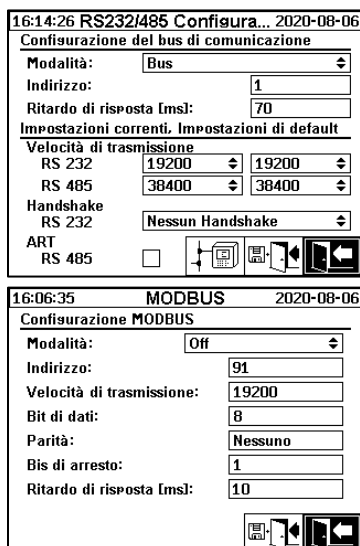 16:14:26 RS232/485 Configura... 2020-08-06
Configurazione del bus di comunicazione
Modalità: Bus
Indirizzo: 1
Ritardo di risposta [ms]: 70
Impostazioni correnti, Impostazioni di default
Velocità di trasmissione
RS 232 19200 19200
RS 485 38400 38400
Handshake
RS 232 Nessun Handshake
ART
RS 485
16:06:35 MODBUS 2020-08-06
Configurazione MODBUS
Modalità: Off
Indirizzo: 91
Velocità di trasmissione: 19200
Bit di dati: 8
Parità: Nessuno
Bis di arresto: 1
Ritardo di risposta [ms]: 10